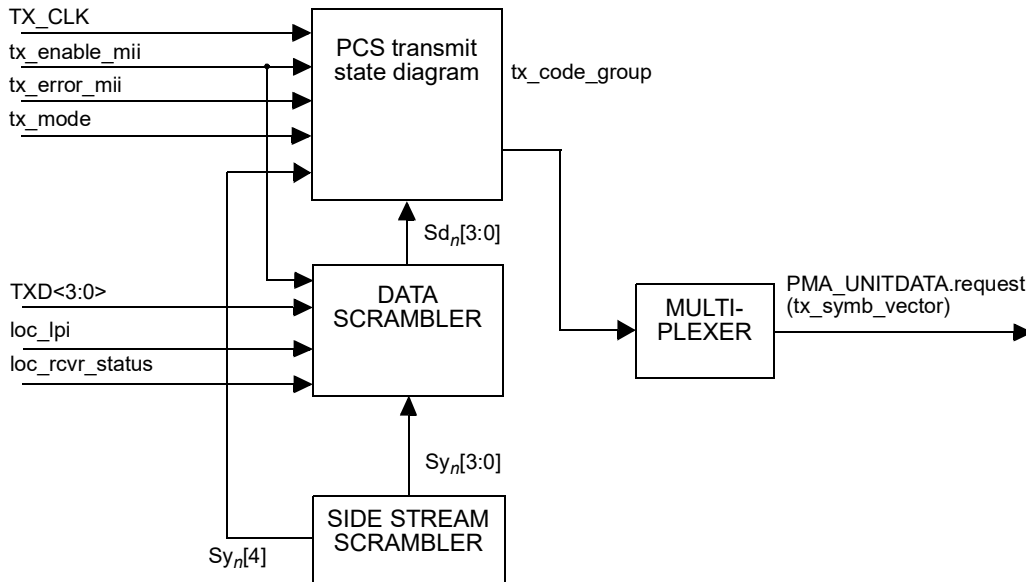 TX_CLK
tx_enable_mii
tx_error_mii
tx_mode
PCS transmit
state diagram
tx_code_group
Sdn[3:0]
TXD<3:0>
loc_lpi
loc_rcvr_status
DATA
SCRAMBLER
MULTI-
PLEXER
PMA_UNITDATA.request
(tx_symb_vector)
Syn[3:0]
SIDE STREAM
SCRAMBLER
Syn[4]